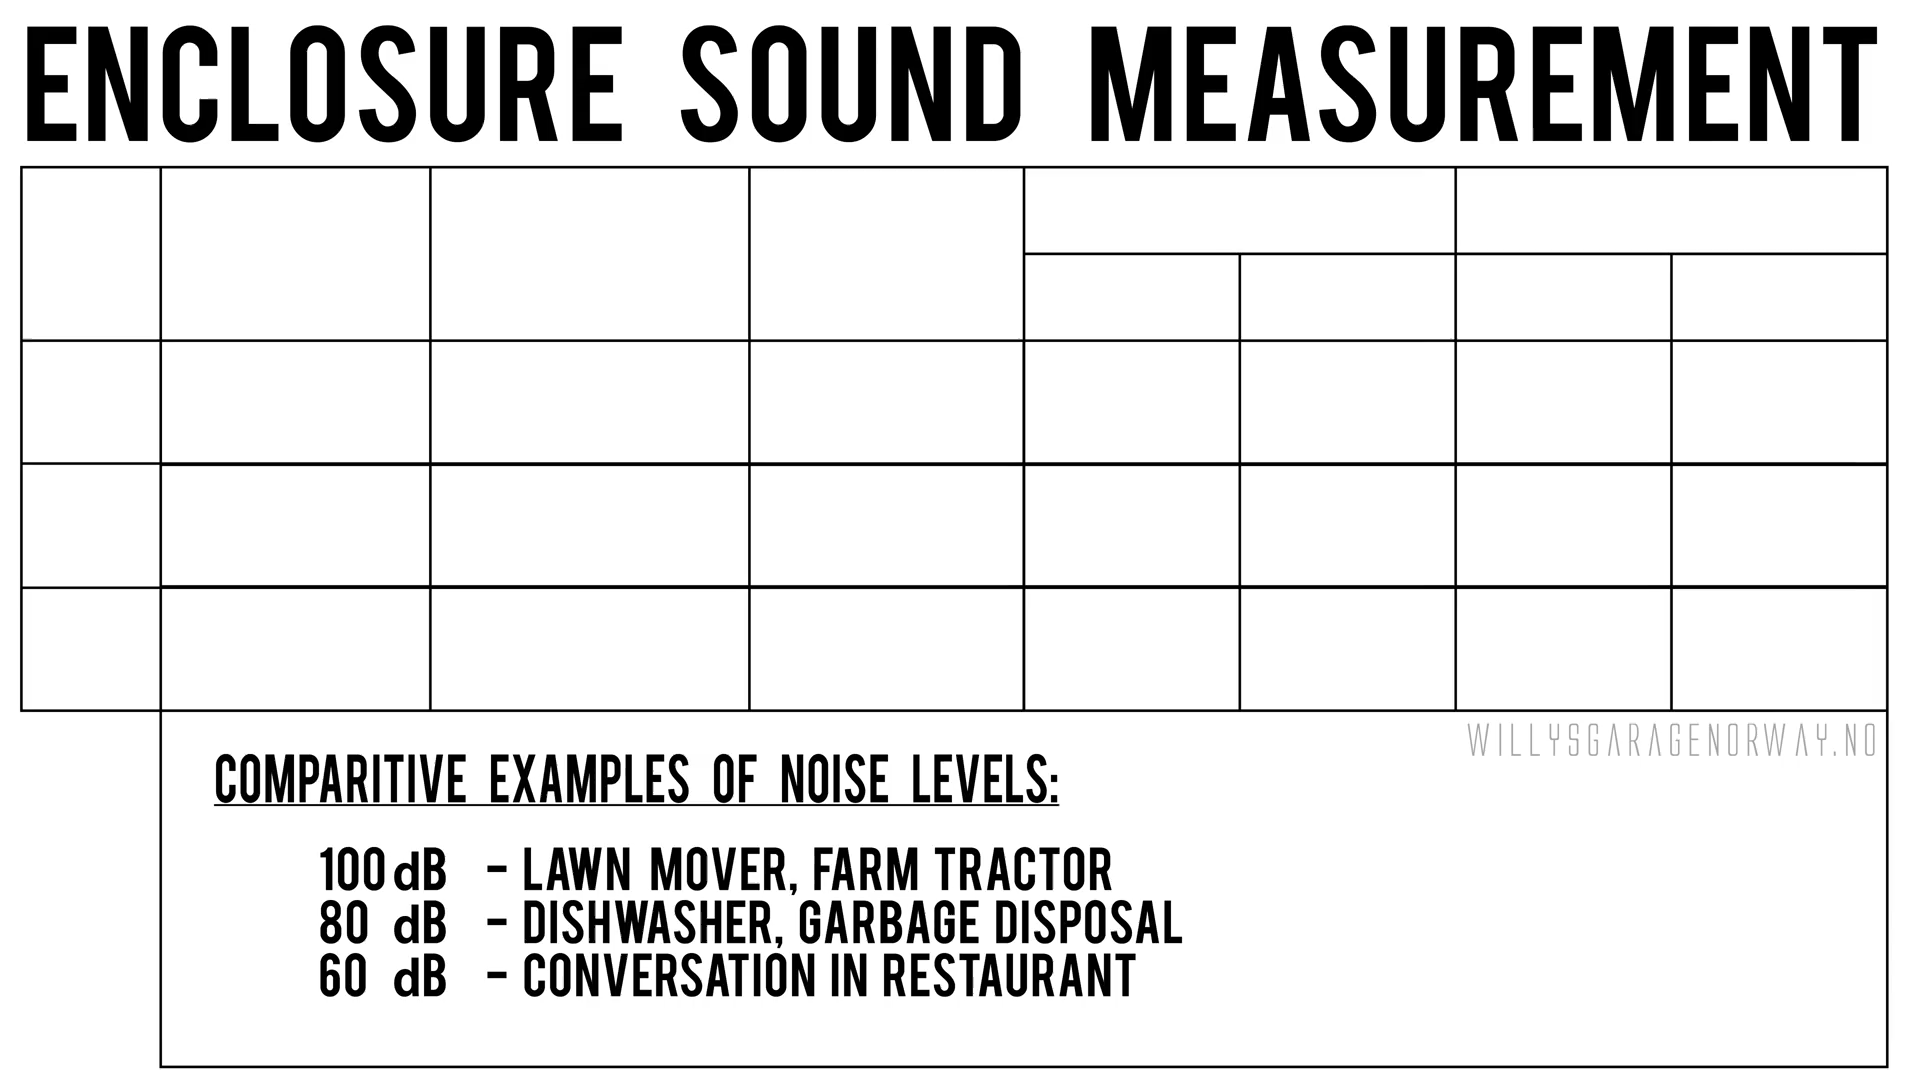 ENCLOSURE SOUND MEASUREMENT
WILLYSGARAGENORWAY.NO
COMPARITIVE EXAMPLES OF NOISE LEVELS:
100 dB - LAWN MOVER, FARM TRACTOR
80 dB - DISHWASHER, GARBAGE DISPOSAL
60 dB - CONVERSATION IN RESTAURANT